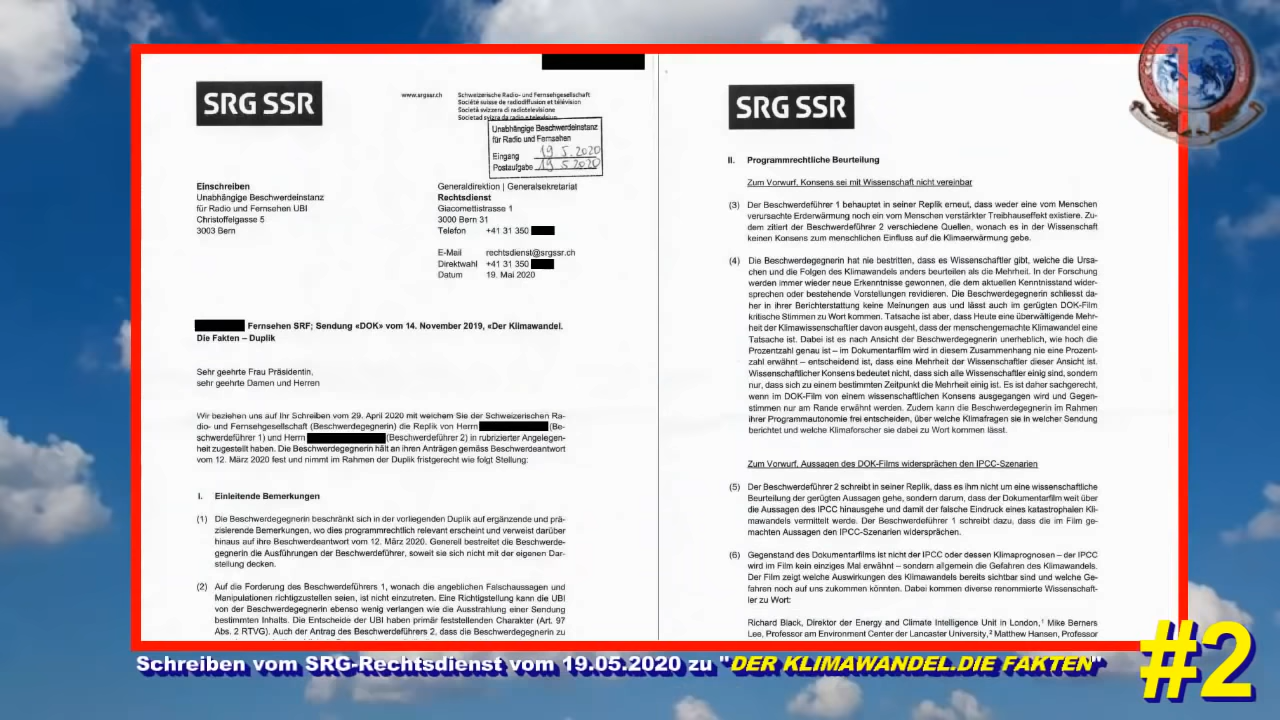 SRG SSR
www.srgssr.ch Schweizerische Radio- und Fernsehgesellschaft
Société suisse de radiodiffusion et télévision
Società svizzera di radiotelevisione
Societad svizra da radio e televisiun
Unabhängige Beschwerdeinstanz
für Radio und Fernsehen
Eingang 19 5.2020
Postaufgabe 19 5 2020
Einschreiben
Unabhängige Beschwerdeinstanz
für Radio und Fernsehen UBI
Christoffelgasse 5
3003 Bern
Generaldirektion | Generalsekretariat
Rechtsdienst
Giacomettistrasse 1
3000 Bern 31
Telefon +41 31 350
E-Mail rechtsdienst@srgssr.ch
Direktwahl +41 31 350
Datum 19. Mai 2020
Fernsehen SRF; Sendung «DOK» vom 14. November 2019, «Der Klimawandel.
Die Fakten – Duplik
Sehr geehrte Frau Präsidentin,
sehr geehrte Damen und Herren
Wir beziehen uns auf Ihr Schreiben vom 29. April 2020 mit welchem Sie der Schweizerischen Ra-
dio- und Fernsehgesellschaft (Beschwerdegegnerin) die Replik von Herrn (Be-
schwerdeführer 1) und Herrn (Beschwerdeführer 2) in rubrizierter Angelegen-
heit zugestellt haben. Die Beschwerdegegnerin hält an ihren Anträgen gemäss Beschwerdeantwort
vom 12. März 2020 fest und nimmt im Rahmen der Duplik fristgerecht wie folgt Stellung:
I. Einleitende Bemerkungen
(1) Die Beschwerdegegnerin beschränkt sich in der vorliegenden Duplik auf ergänzende und prä-
zisierende Bemerkungen, wo dies programmrechtlich relevant erscheint und verweist darüber
hinaus auf ihre Beschwerdeantwort vom 12. März 2020. Generell bestreitet die Beschwerde-
gegnerin die Ausführungen der Beschwerdeführer, soweit sie sich nicht mit der eigenen Dar-
stellung decken.
(2) Auf die Forderung des Beschwerdeführers 1, wonach die angeblichen Falschaussagen und
Manipulationen richtigzustellen seien, ist nicht einzutreten. Eine Richtigstellung kann die UBI
von der Beschwerdegegnerin ebenso wenig verlangen wie die Ausstrahlung einer Sendung
bestimmten Inhalts. Die Entscheide der UBI haben primär feststellenden Charakter (Art. 97
Abs. 2 RTVG). Auch der Antrag des Beschwerdeführers 2, dass die Beschwerdegegnerin zu
SRG SSR
II. Programmrechtliche Beurteilung
Zum Vorwurf, Konsens sei mit Wissenschaft nicht vereinbar
(3) Der Beschwerdeführer 1 behauptet in seiner Replik erneut, dass weder eine vom Menschen
verursachte Erderwärmung noch ein vom Menschen verstärkter Treibhauseffekt existiere. Zu-
dem zitiert der Beschwerdeführer 2 verschiedene Quellen, wonach es in der Wissenschaft
keinen Konsens zum menschlichen Einfluss auf die Klimaerwärmung gebe.
(4) Die Beschwerdegegnerin hat nie bestritten, dass es Wissenschaftler gibt, welche die Ursa-
chen und die Folgen des Klimawandels anders beurteilen als die Mehrheit. In der Forschung
werden immer wieder neue Erkenntnisse gewonnen, die dem aktuellen Kenntnisstand wider-
sprechen oder bestehende Vorstellungen revidieren. Die Beschwerdegegnerin schliesst da-
her in ihrer Berichterstattung keine Meinungen aus und lässt auch im gerügten DOK-Film
kritische Stimmen zu Wort kommen. Tatsache ist aber, dass Heute eine überwältigende Mehr-
heit der Klimawissenschaftler davon ausgeht, dass der menschengemachte Klimawandel eine
Tatsache ist. Dabei ist es nach Ansicht der Beschwerdegegnerin unerheblich, wie hoch die
Prozentzahl genau ist – im Dokumentarfilm wird in diesem Zusammenhang nie eine Prozent-
zahl erwähnt – entscheidend ist, dass eine Mehrheit der Wissenschaftler dieser Ansicht ist.
Wissenschaftlicher Konsens bedeutet nicht, dass sich alle Wissenschaftler einig sind, sondern
nur, dass sich zu einem bestimmten Zeitpunkt die Mehrheit einig ist. Es ist daher sachgerecht,
wenn im DOK-Film von einem wissenschaftlichen Konsens ausgegangen wird und Gegen-
stimmen nur am Rande erwähnt werden. Zudem kann die Beschwerdegegnerin im Rahmen
ihrer Programmautonomie frei entscheiden, über welche Klimafragen sie in welcher Sendung
berichtet und welche Klimaforscher sie dabei zu Wort kommen lässt.
Zum Vorwurf, Aussagen des DOK-Films widersprächen den IPCC-Szenarien
(5) Der Beschwerdeführer 2 schreibt in seiner Replik, dass es ihm nicht um eine wissenschaftliche
Beurteilung der gerügten Aussagen gehe, sondern darum, dass der Dokumentarfilm weit über
die Aussagen des IPCC hinausgehe und damit der falsche Eindruck eines katastrophalen Kli-
mawandels vermittelt werde. Der Beschwerdeführer 1 schreibt dazu, dass die im Film ge-
machten Aussagen den IPCC-Szenarien widersprächen.
(6) Gegenstand des Dokumentarfilms ist nicht der IPCC oder dessen Klimaprognosen – der IPCC
wird im Film kein einziges Mal erwähnt – sondern allgemein die Gefahren des Klimawandels.
Der Film zeigt welche Auswirkungen des Klimawandels bereits sichtbar sind und welche Ge-
fahren noch auf uns zukommen könnten. Dabei kommen diverse renommierte Wissenschaft-
ler zu Wort:
Richard Black, Direktor der Energy and Climate Intelligence Unit in London,¹ Mike Berners
Lee, Professor am Environment Center der Lancaster University,² Matthew Hansen, Professor
Schreiben vom SRG-Rechtsdienst vom 19.05.2020 zu "DER KLIMAWANDEL.DIE FAKTEN"
#2